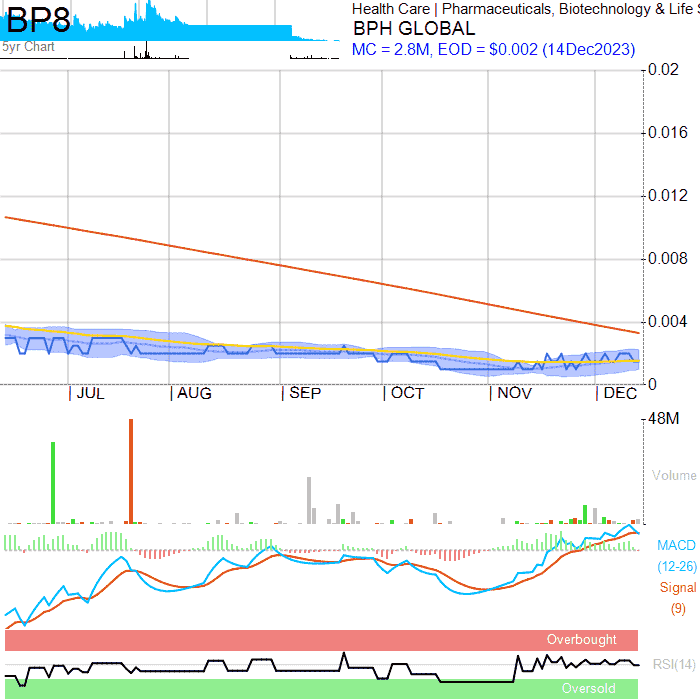 BP8
5yr Chart
Health Care | Pharmaceuticals, Biotechnology & Life
BPH GLOBAL
MC = 2.8M, EOD = $0.002 (14Dec2023)
0.02
0.016
0.012
0.008
0.004
0
| JUL | AUG | SEP | OCT | NOV | DEC
48M
Volume
MACD
(12-26)
Signal
(9)
Overbought
RSI(14)
Oversold